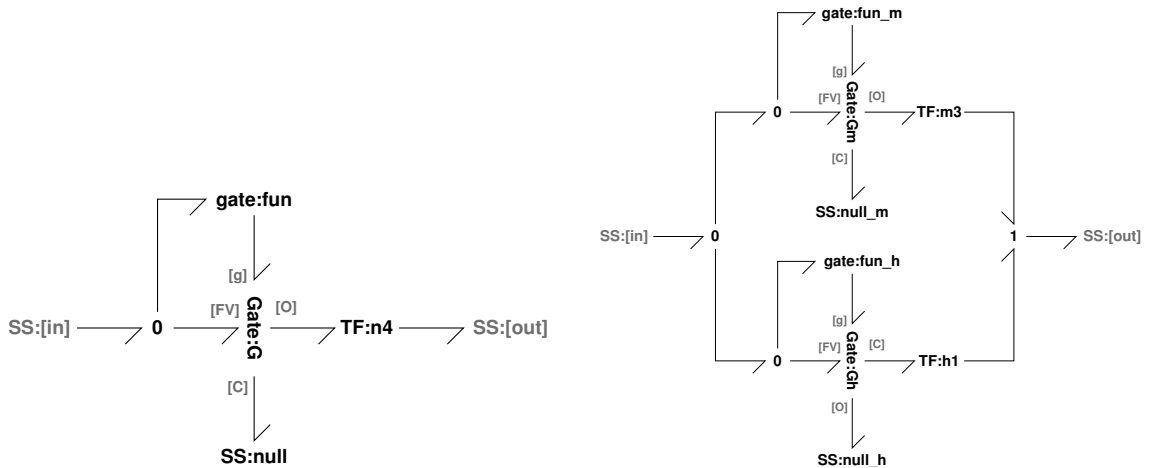 gate:fun
[g]
SS:[in]
0
[FV]
Gate:G
[O]
TF:n4
SS:[out]
[C]
SS:null
gate:fun_m
[g]
0
[FV]
Gate:Gm
[O]
TF:m3
[C]
SS:null_m
SS:[in]
0
1
SS:[out]
gate:fun_h
[g]
0
[FV]
Gate:Gh
[C]
TF:h1
[O]
SS:null_h